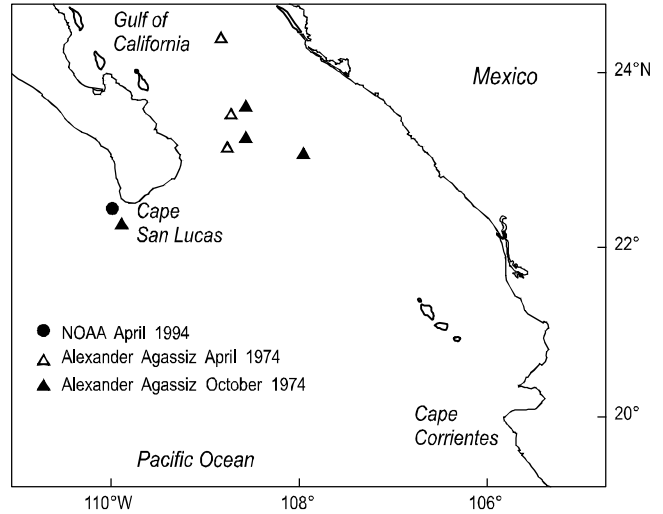 Gulf of
California
Mexico
24°N
Cape
San Lucas
22°
NOAA April 1994
Alexander Agassiz April 1974
Alexander Agassiz October 1974
20°
Cape
Corrientes
Pacific Ocean
110°W
108°
106°